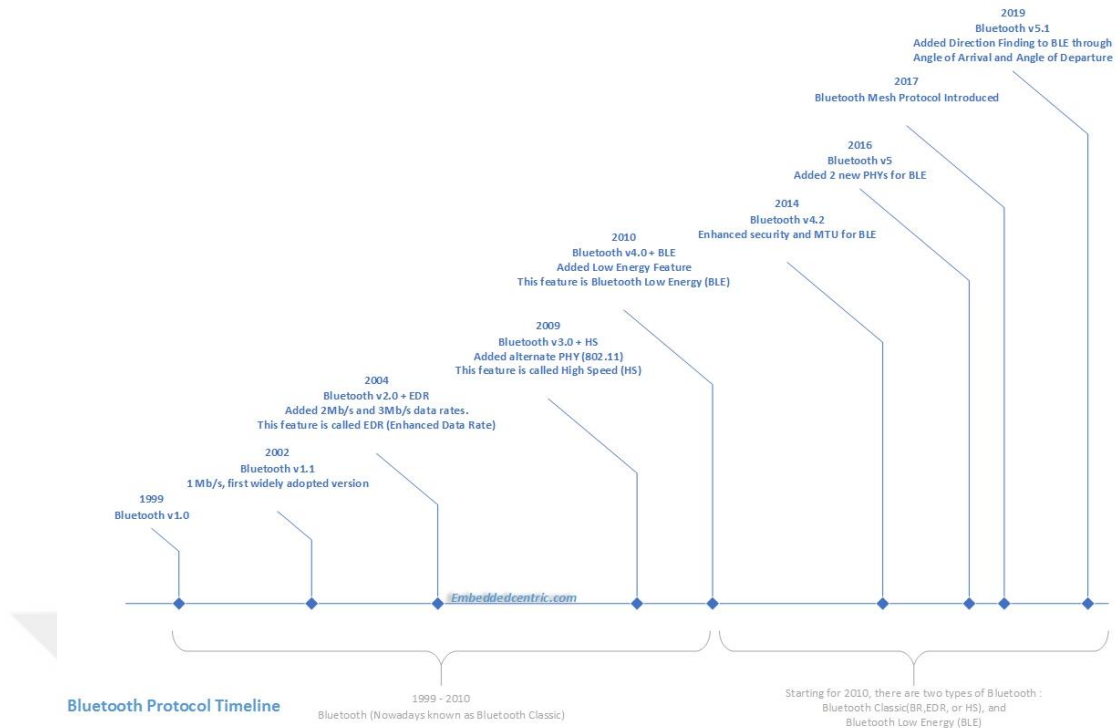 2019
Bluetooth v5.1
Added Direction Finding to BLE through
Angle of Arrival and Angle of Departure
2017
Bluetooth Mesh Protocol Introduced
2016
Bluetooth v5
Added 2 new PHYs for BLE
2014
Bluetooth v4.2
Enhanced security and MTU for BLE
2010
Bluetooth v4.0 + BLE
Added Low Energy Feature
This feature is Bluetooth Low Energy (BLE)
2009
Bluetooth v3.0 + HS
Added alternate PHY (802.11)
This feature is called High Speed (HS)
2004
Bluetooth v2.0 + EDR
Added 2Mb/s and 3Mb/s data rates.
This feature is called EDR (Enhanced Data Rate)
2002
Bluetooth v1.1
1 Mb/s, first widely adopted version
1999
Bluetooth v1.0
Embeddedcentric.com
Bluetooth Protocol Timeline
1999 - 2010
Bluetooth (Nowadays known as Bluetooth Classic)
Starting for 2010, there are two types of Bluetooth :
Bluetooth Classic(BR,EDR, or HS), and
Bluetooth Low Energy (BLE)